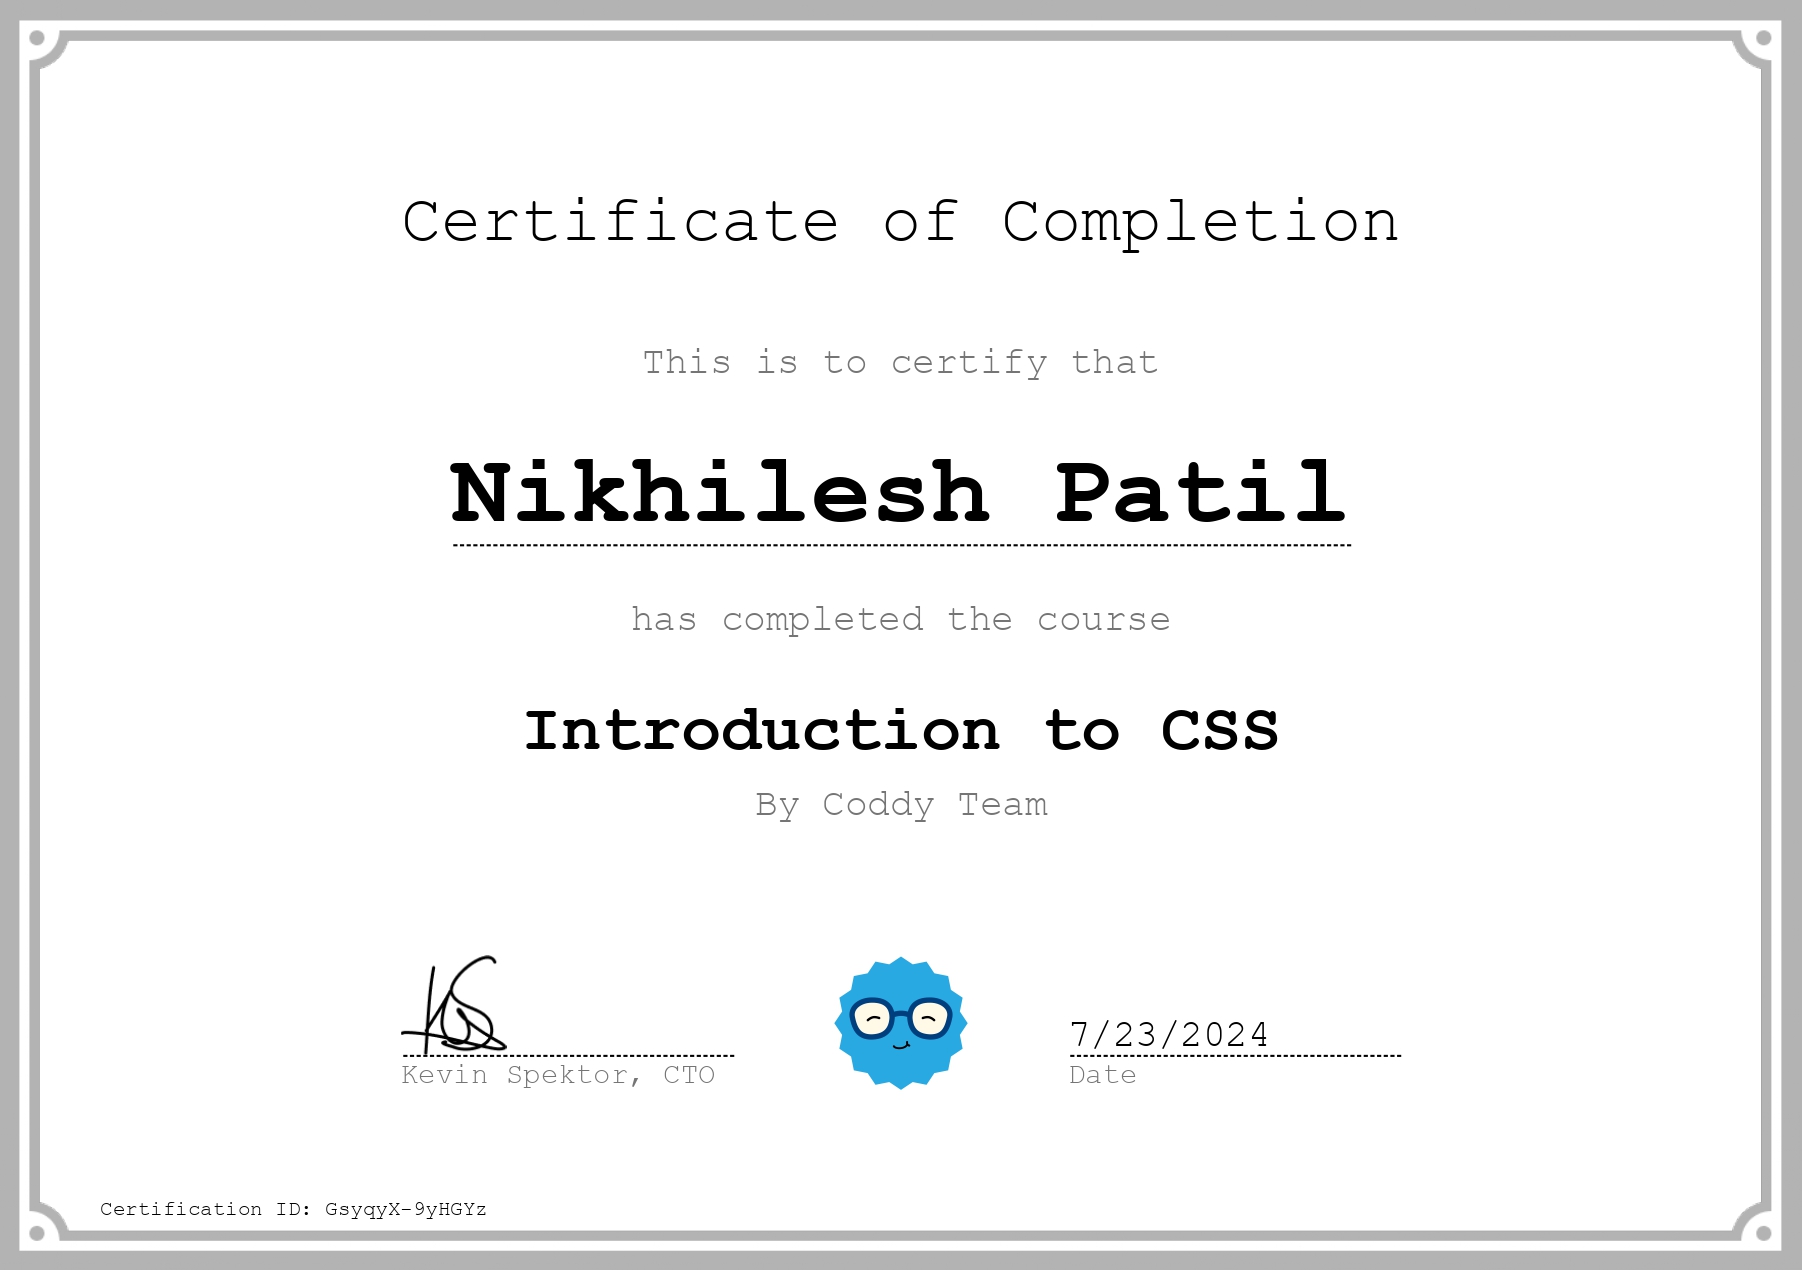 Certificate of Completion
This is to certify that
Nikhilesh Patil
has completed the course
Introduction to CSS
By Coddy Team
7/23/2024
Kevin Spektor, CTO
Date
Certification ID: GsyqyX-9yHGYz